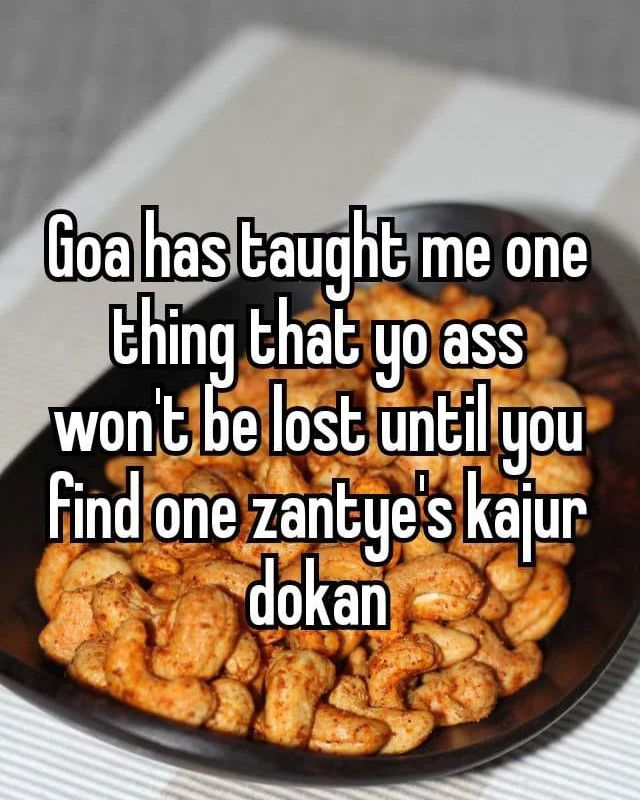 Goa has taught me one
thing that yo ass
won't be lost until you
find one zantye's kajur
dokan